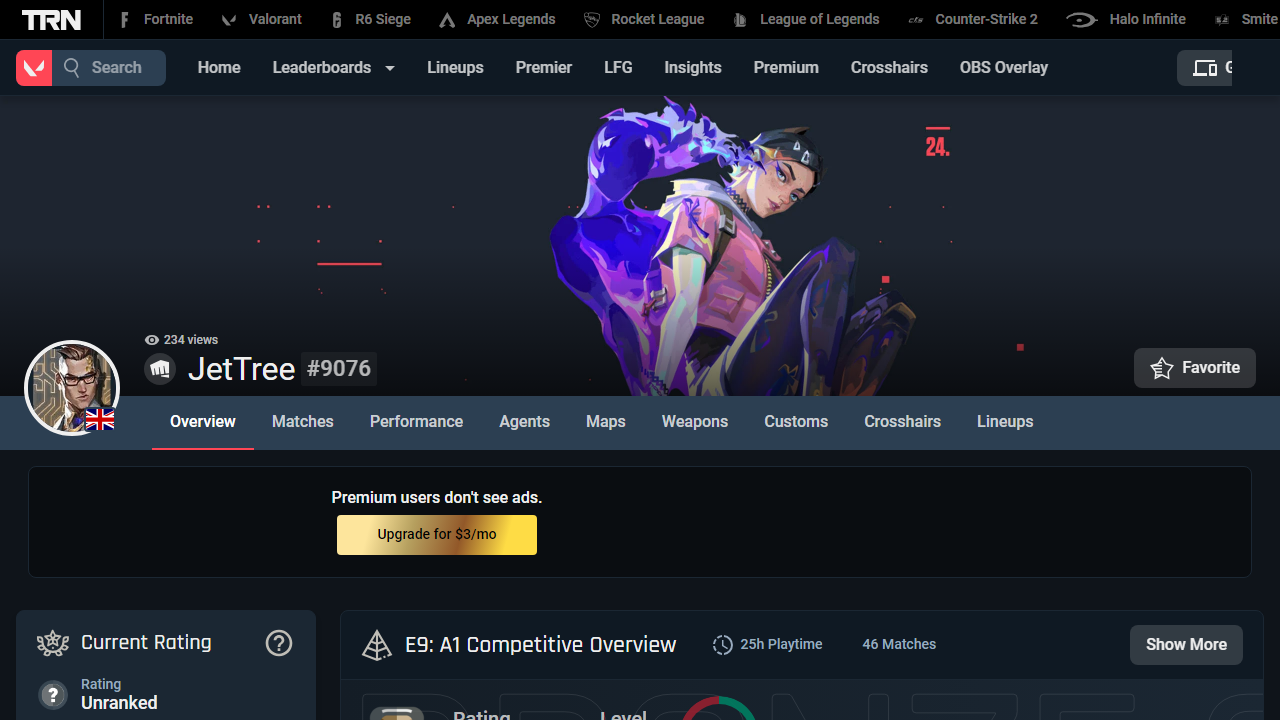 TRN Fortnite Valorant R6 Siege Apex Legends Rocket League League of Legends Counter-Strike 2 Halo Infinite Smite
Search Home Leaderboards Lineups Premier LFG Insights Premium Crosshairs OBS Overlay
24.
234 views
JetTree #9076
Favorite
Overview Matches Performance Agents Maps Weapons Customs Crosshairs Lineups
Premium users don't see ads.
Upgrade for $3/mo
Current Rating
E9: A1 Competitive Overview 25h Playtime 46 Matches Show More
Rating
Unranked
Rating Level